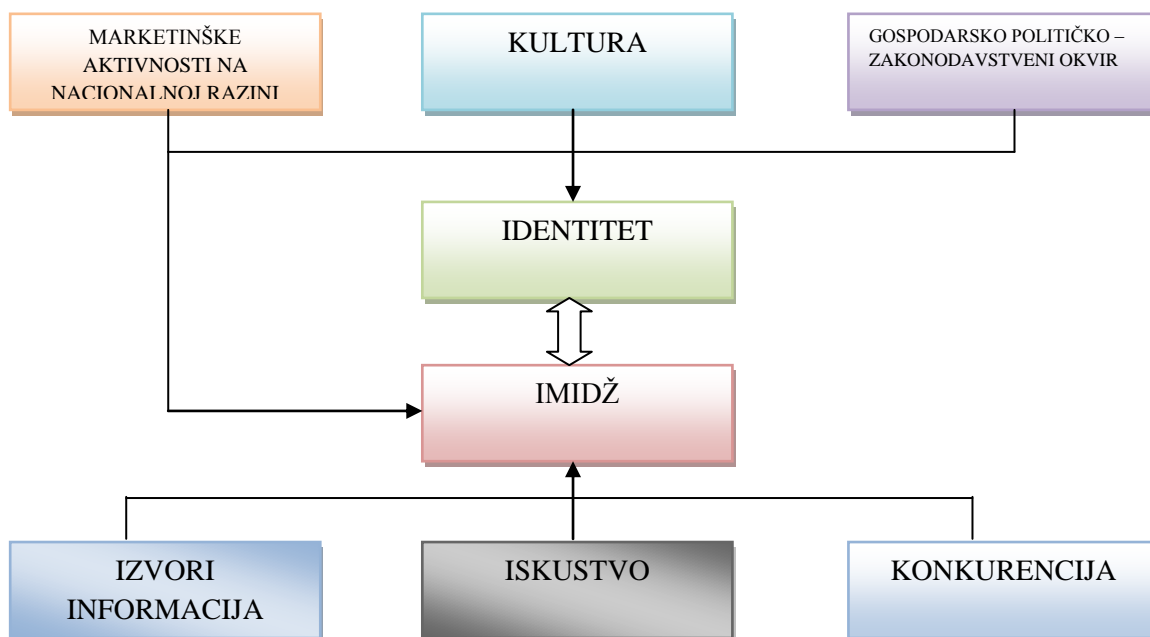 MARKETINŠKE
AKTIVNOSTI NA
NACIONALNOJ RAZINI
KULTURA
GOSPODARSKO POLITIČKO –
ZAKONODAVSTVENI OKVIR
IDENTITET
IMIDŽ
IZVORI
INFORMACIJA
ISKUSTVO
KONKURENCIJA